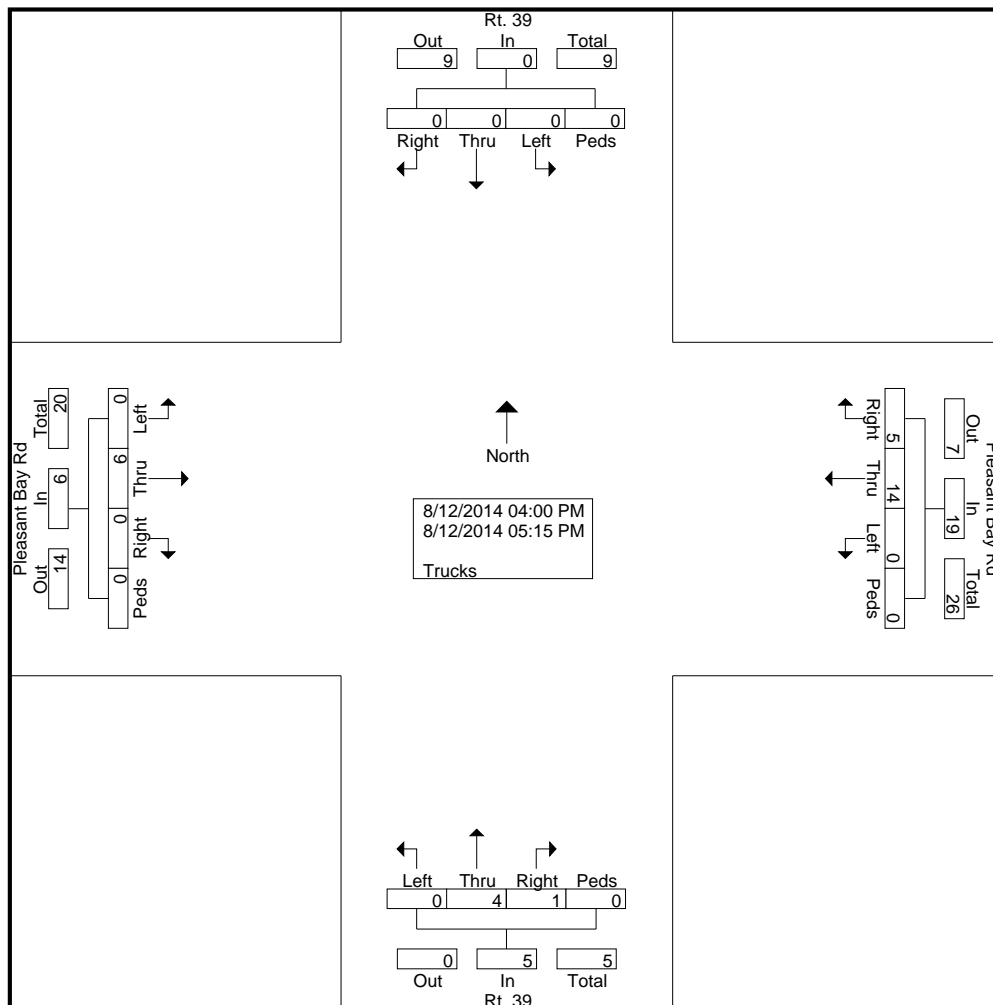 Rt. 39
Out In Total
9 0 9
0 0 0 0
Right Thru Left Peds
Pleasant Bay Rd
Total In Out
20 6 14
0 6 0 0
Left Thru Right Peds
North
8/12/2014 04:00 PM
8/12/2014 05:15 PM
Trucks
Right Thru Left Peds
5 14 0 0
Out In Total
7 19 26
Pleasant Bay Rd
Left Thru Right Peds
0 4 1 0
0 5 5
Out In Total
Rt. 39